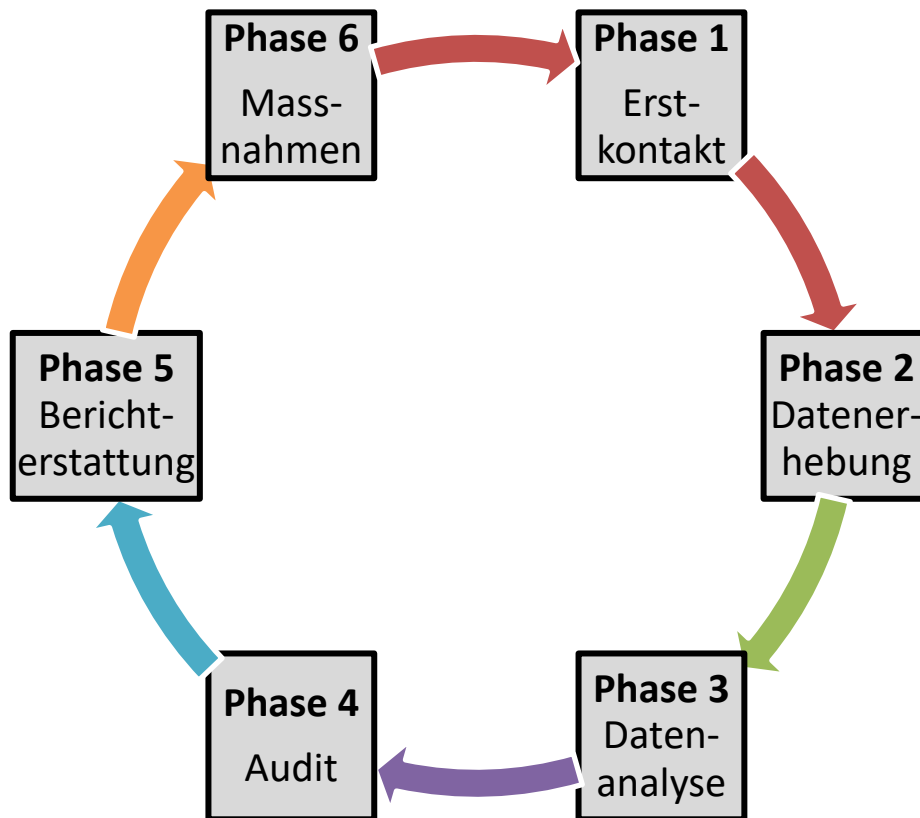 Phase 1
Erst-
kontakt
Phase 2
Datener-
hebung
Phase 3
Daten-
analyse
Phase 4
Audit
Phase 5
Bericht-
erstattung
Phase 6
Mass-
nahmen